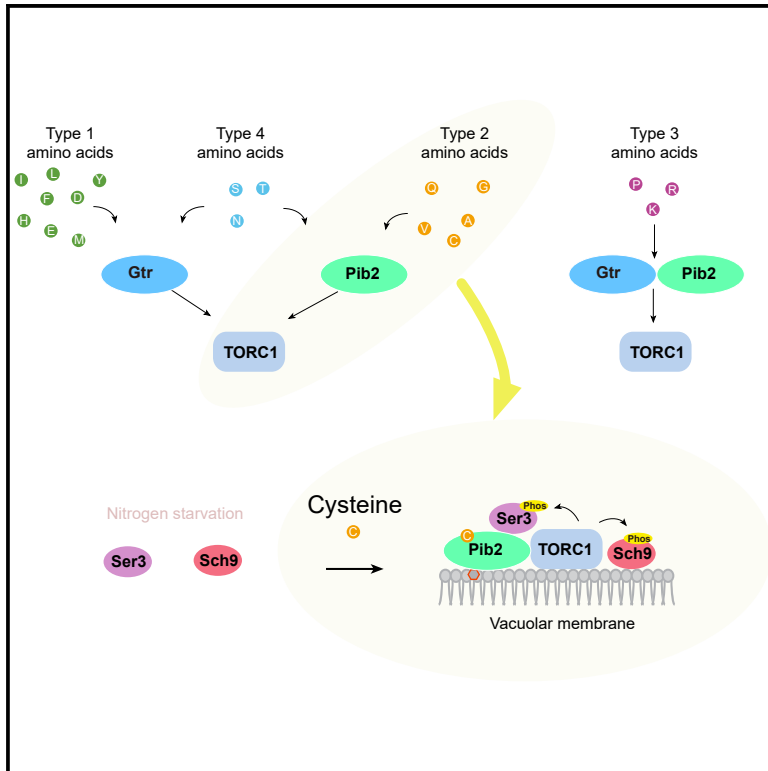 Type 1
amino acids
Type 4
amino acids
Type 2
amino acids
Type 3
amino acids
I
L
Y
F
D
H
E
M
S
T
N
Q
G
V
A
C
P
R
K
Gtr
Pib2
Gtr
Pib2
TORC1
TORC1
Nitrogen starvation
Cysteine
C
Ser3
Sch9
Phos
Ser3
C
Pib2
TORC1
Phos
Sch9
Vacuolar membrane